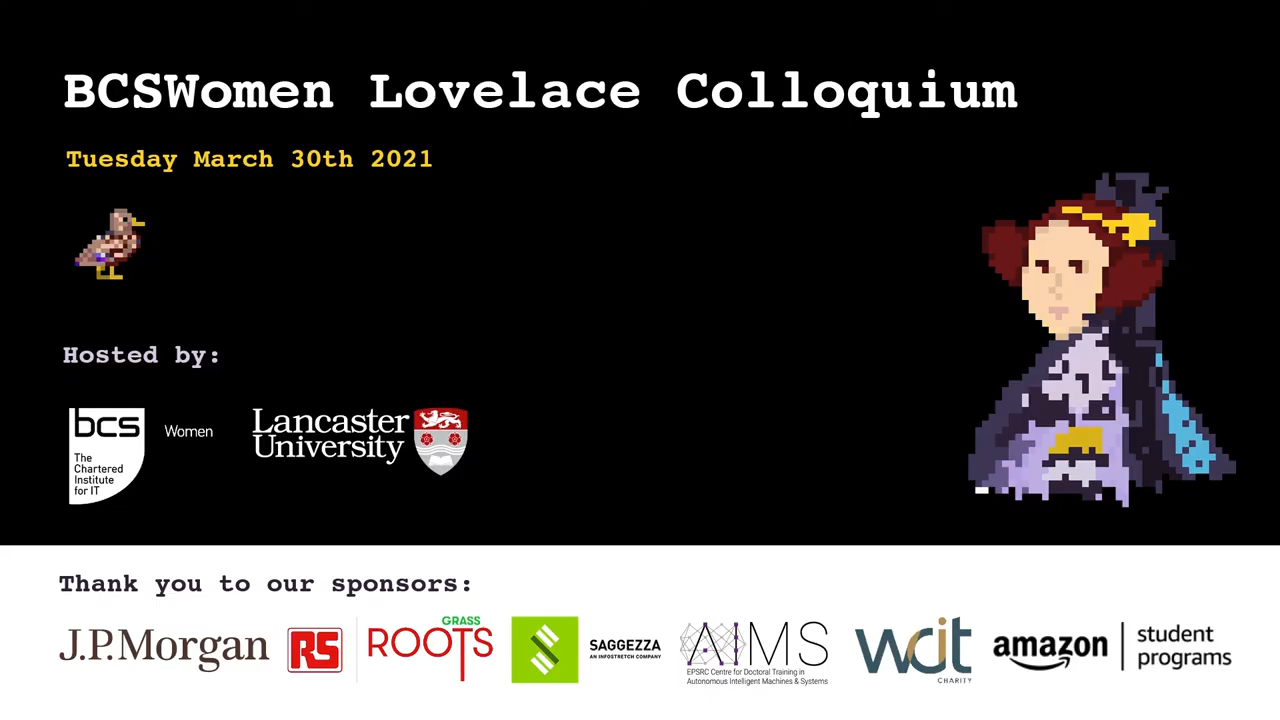 BCSWomen Lovelace Colloquium
Tuesday March 30th 2021
Hosted by:
bcs
The
Chartered
Institute
for IT
Women
Lancaster
University
Thank you to our sponsors:
J.P.Morgan
RS
GRASS
ROOTS
SAGGEZZA
AN INFOSTRETCH COMPANY
AIMS
EPSRC Centre for Doctoral Training in
Autonomous Intelligent Machines & Systems
wcit
CHARITY
amazon
student
programs